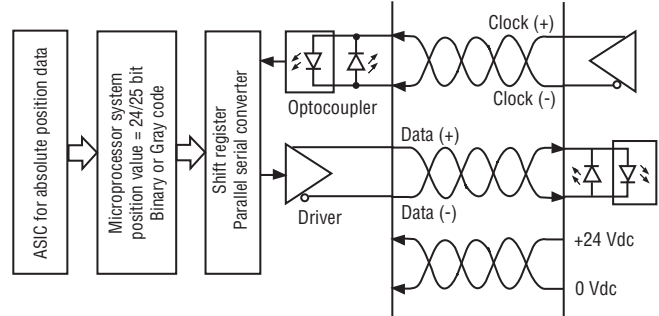 ASIC for absolute position data
Microprocessor system
position value = 24/25 bit
Binary or Gray code
Shift register
Parallel serial converter
Optocoupler
Driver
Clock (+)
Clock (-)
Data (+)
Data (-)
+24 Vdc
0 Vdc